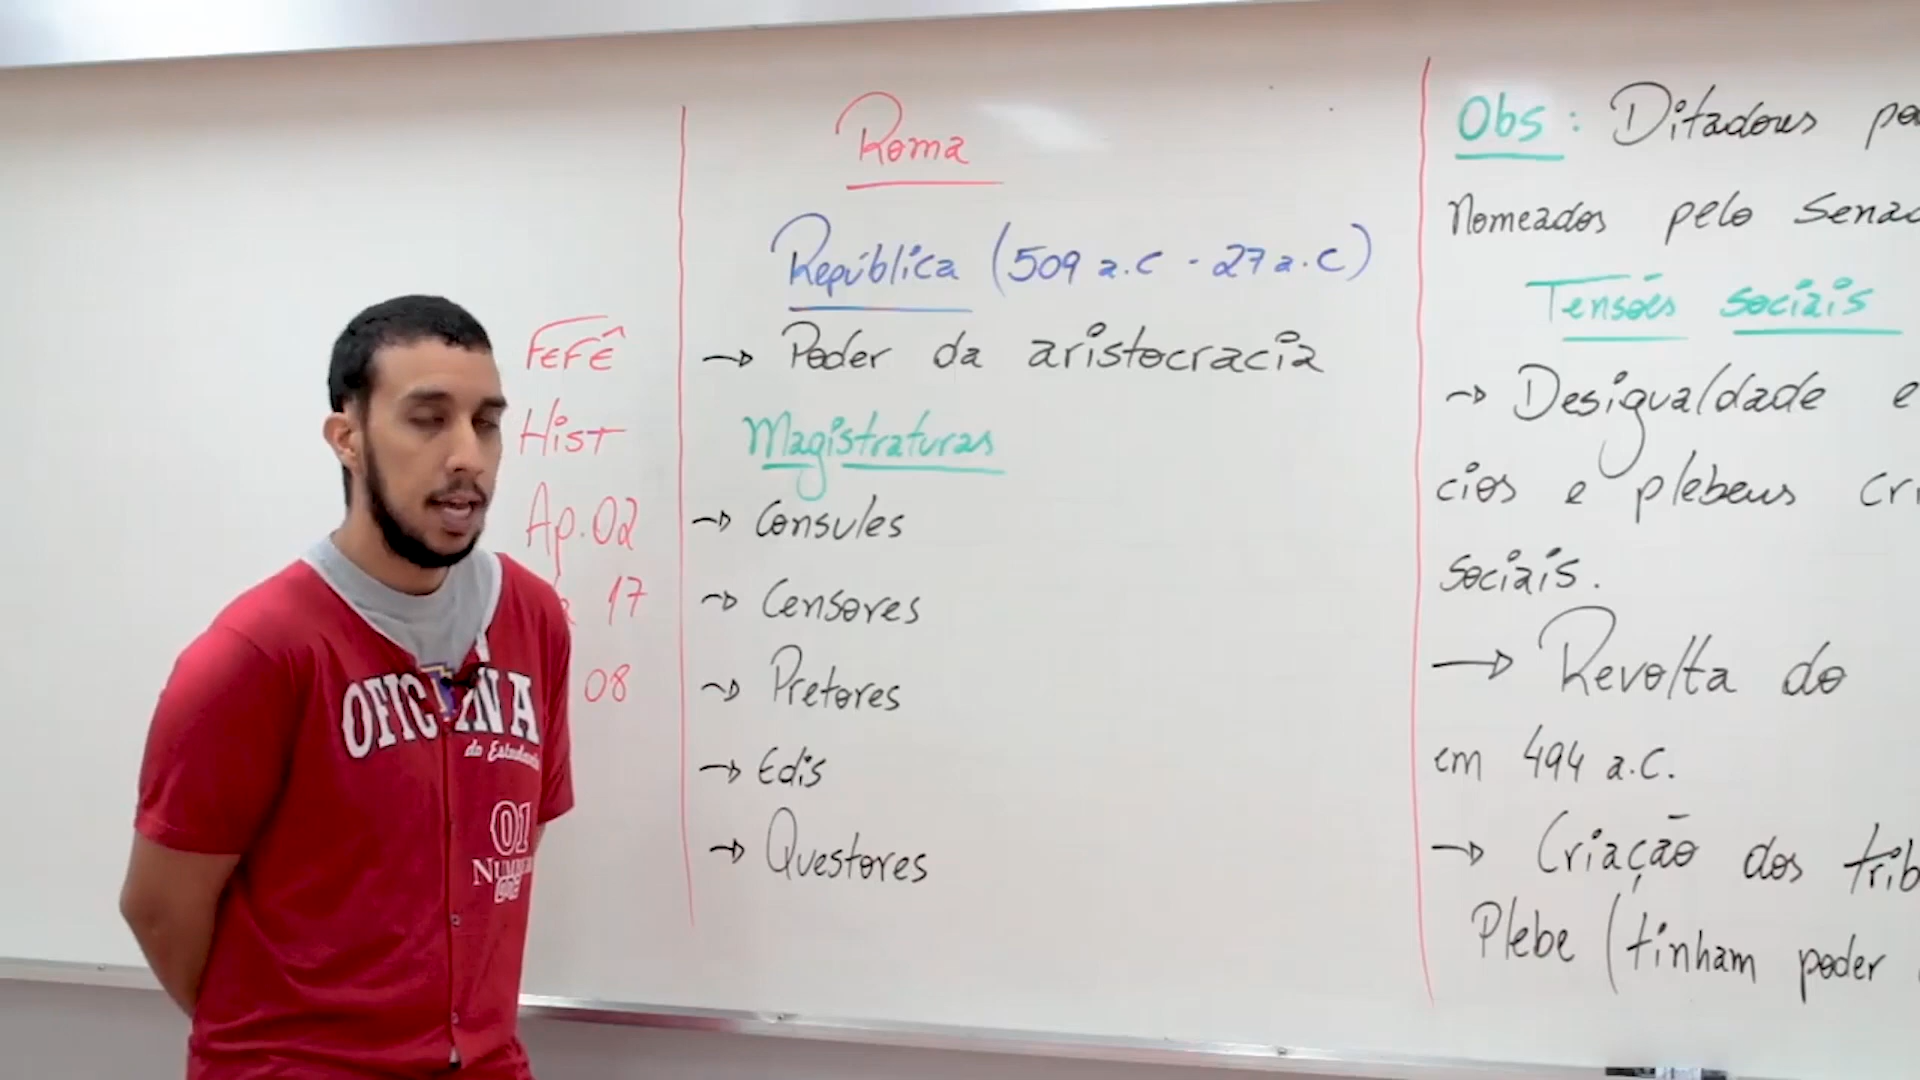 FEFÊ
Hist
Ap.02
17
08
Roma
República (509 a.C - 27 a.C)
→ Poder da aristocracia
Magistraturas
→ Consules
→ Censores
→ Pretores
→ Edis
→ Questores
Obs: Ditadores
Nomeados pelo
Tensões sociais
→ Desigualdade e
cios e plebeus
sociais.
→ Revolta do
em 494 a.C.
→ Criação dos
Plebe (tinham poder
do Estudante
01